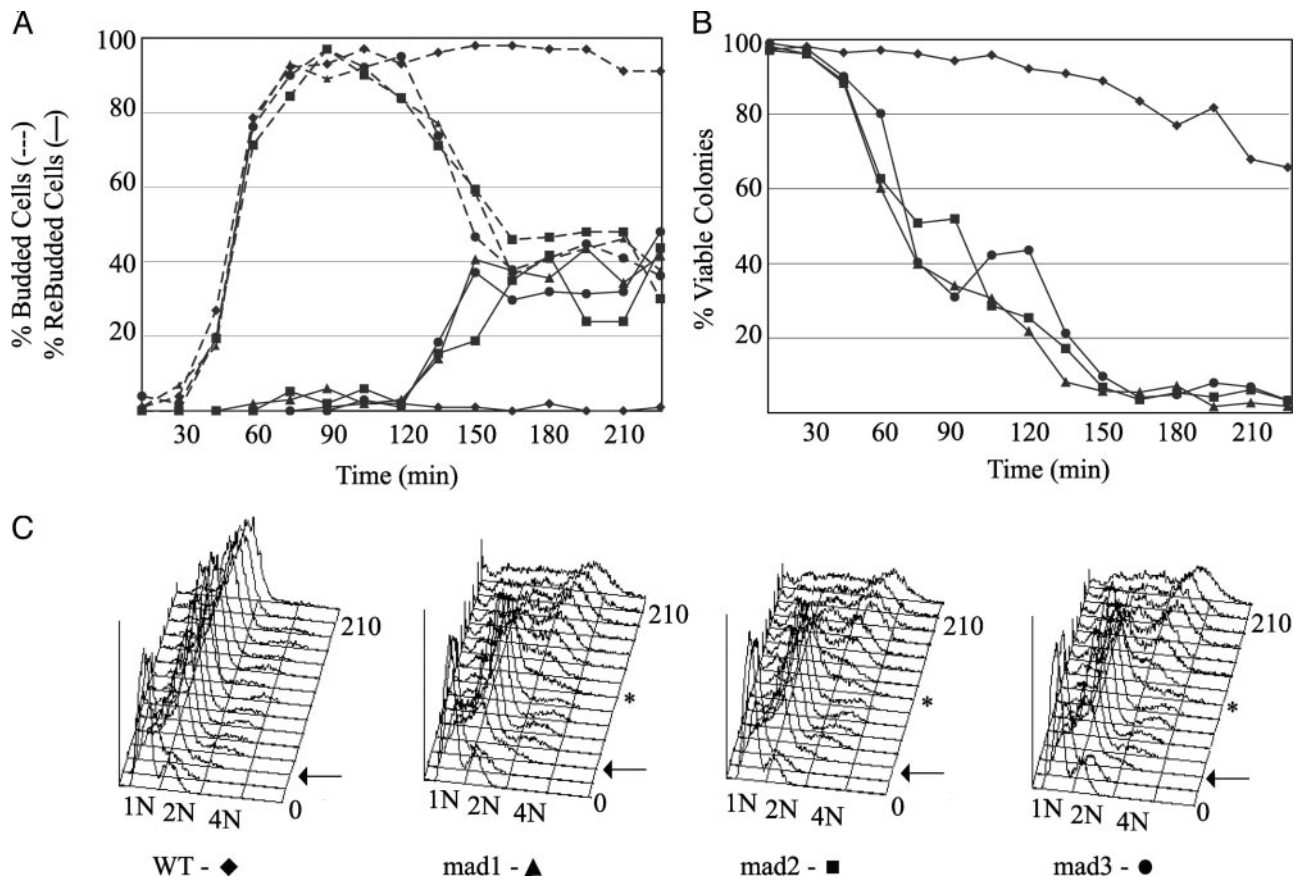 A
% Budded Cells (---)
% ReBudded Cells (—)
100
80
60
40
20
30 60 90 120 150 180 210
Time (min)
B
% Viable Colonies
100
80
60
40
20
30 60 90 120 150 180 210
Time (min)
C
210
0
1N 2N 4N
WT - ◆
210
*
0
1N 2N 4N
mad1 - ▲
210
*
0
1N 2N 4N
mad2 - ■
210
*
0
1N 2N 4N
mad3 - ●